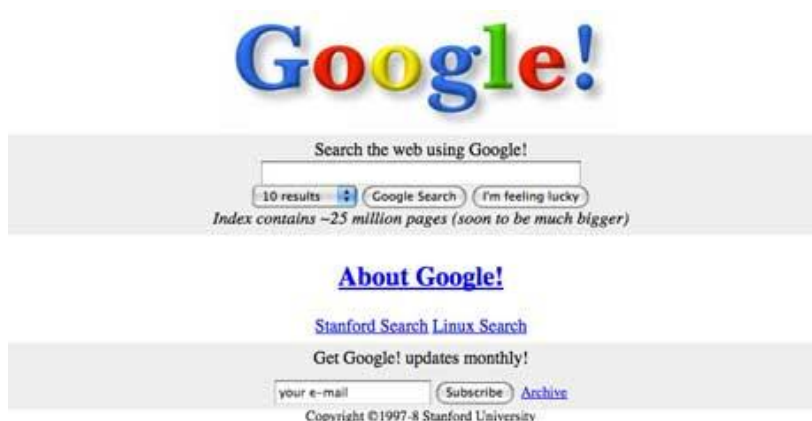 Google!
Search the web using Google!
10 results Google Search I'm feeling lucky
Index contains ~25 million pages (soon to be much bigger)
About Google!
Stanford Search Linux Search
Get Google! updates monthly!
your e-mail Subscribe Archive
Copyright ©1997-8 Stanford University